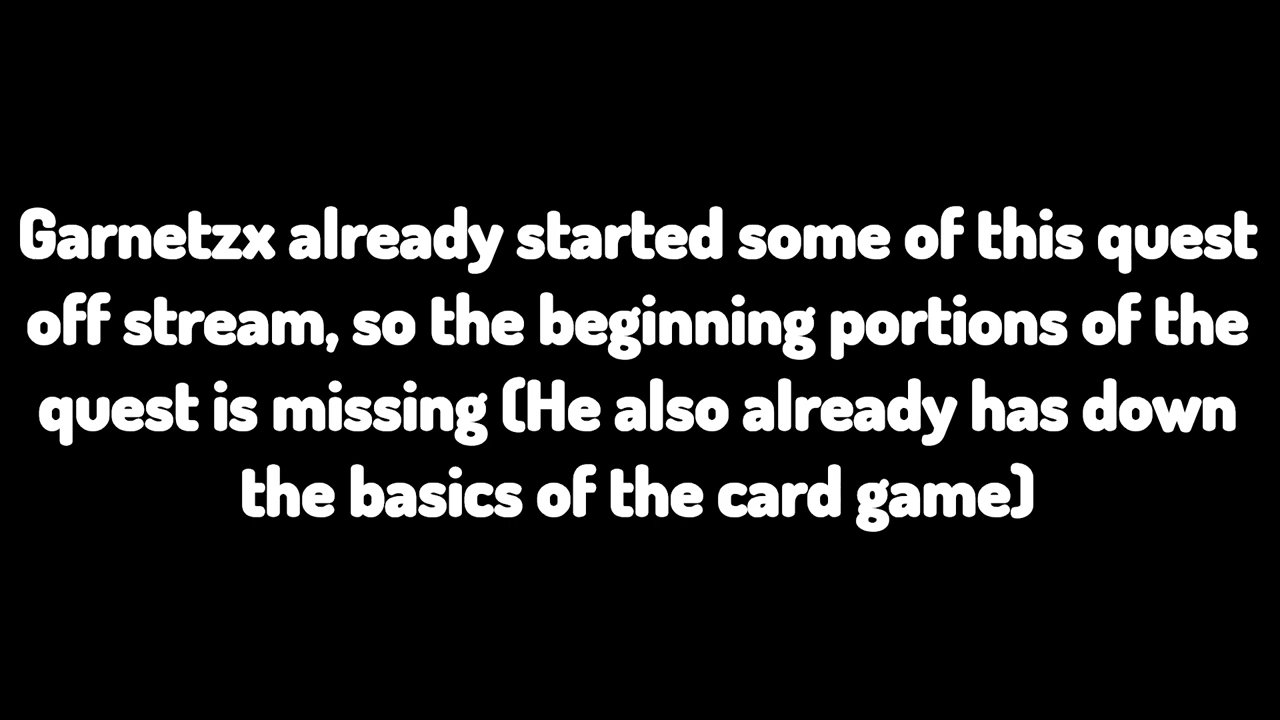 Garnetzx already started some of this quest
off stream, so the beginning portions of the
quest is missing (He also already has down
the basics of the card game)